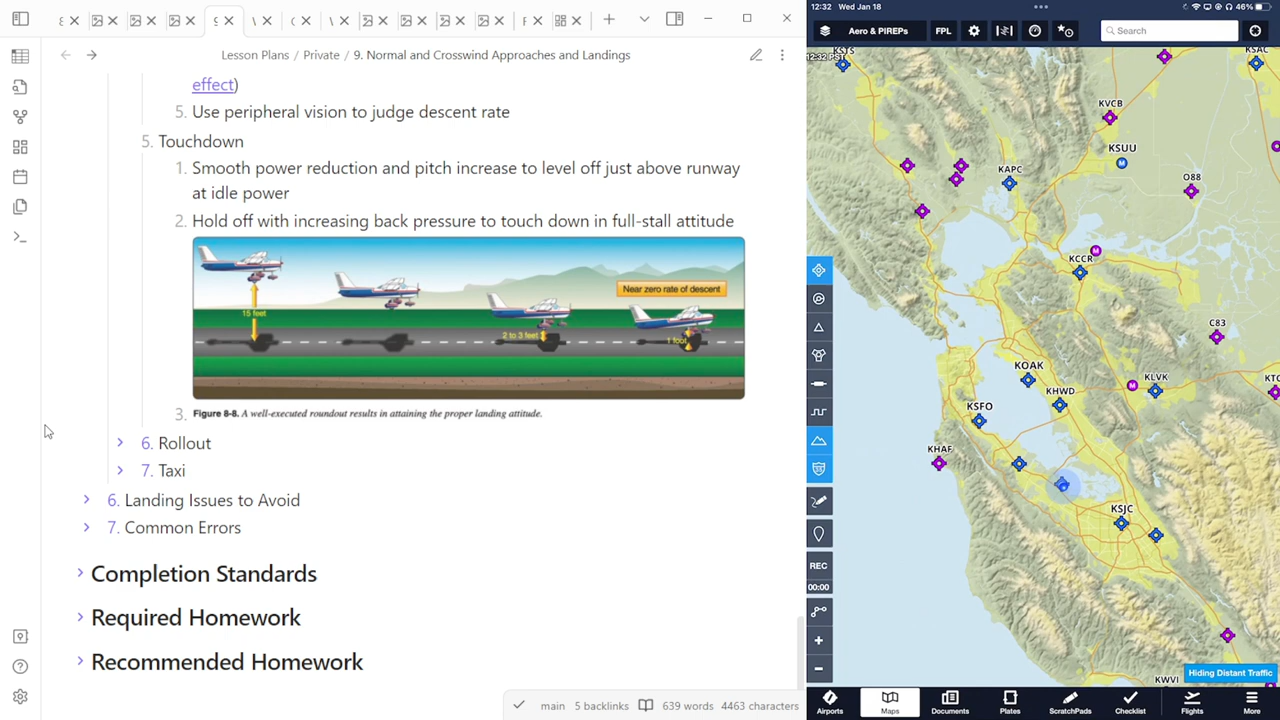 Lesson Plans / Private / 9. Normal and Crosswind Approaches and Landings
effect)
5. Use peripheral vision to judge descent rate
5. Touchdown
1. Smooth power reduction and pitch increase to level off just above runway
at idle power
2. Hold off with increasing back pressure to touch down in full-stall attitude
Near zero rate of descent
15 feet
2 to 3 feet
1 foot
3. Figure 8-8. A well-executed roundout results in attaining the proper landing attitude.
6. Rollout
7. Taxi
6. Landing Issues to Avoid
7. Common Errors
Completion Standards
Required Homework
Recommended Homework
main 5 backlinks 639 words 4463 characters
12:32 Wed Jan 18
46%
Aero & PIREPs
FPL
Search
KSTS
12:32 PST
KSAC
KVCB
KSUU
M
KAPC
O88
M
KCCR
C83
KOAK
M
KLVK
KHWD
KSFO
KHAF
KSJC
REC
00:00
KWVI
Hiding Distant Traffic
Airports
Maps
Documents
Plates
ScratchPads
Checklist
Flights
More